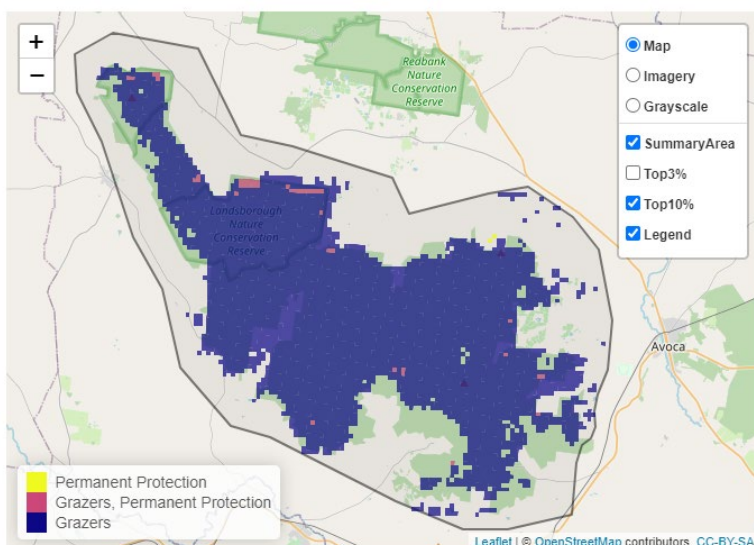 +
−
Redbank
Nature
Conservation
Reserve
Map
Imagery
Grayscale
SummaryArea
Top3%
Top10%
Legend
Landsborough
Nature
Conservation
Reserve
Avoca
Permanent Protection
Grazers, Permanent Protection
Grazers
Leaflet | © OpenStreetMap contributors, CC-BY-SA